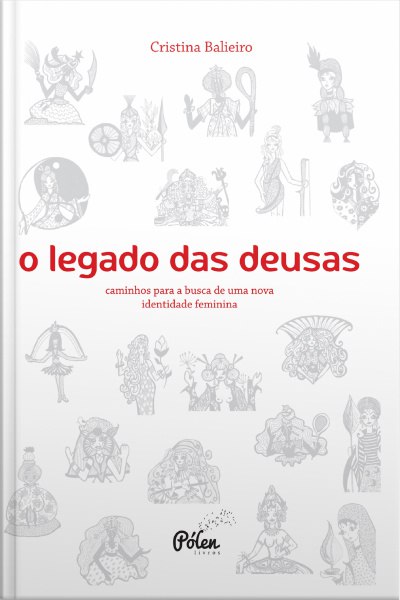 Cristina Balieiro
o legado das deusas
caminhos para a busca de uma nova
identidade feminina
Pólen
livros